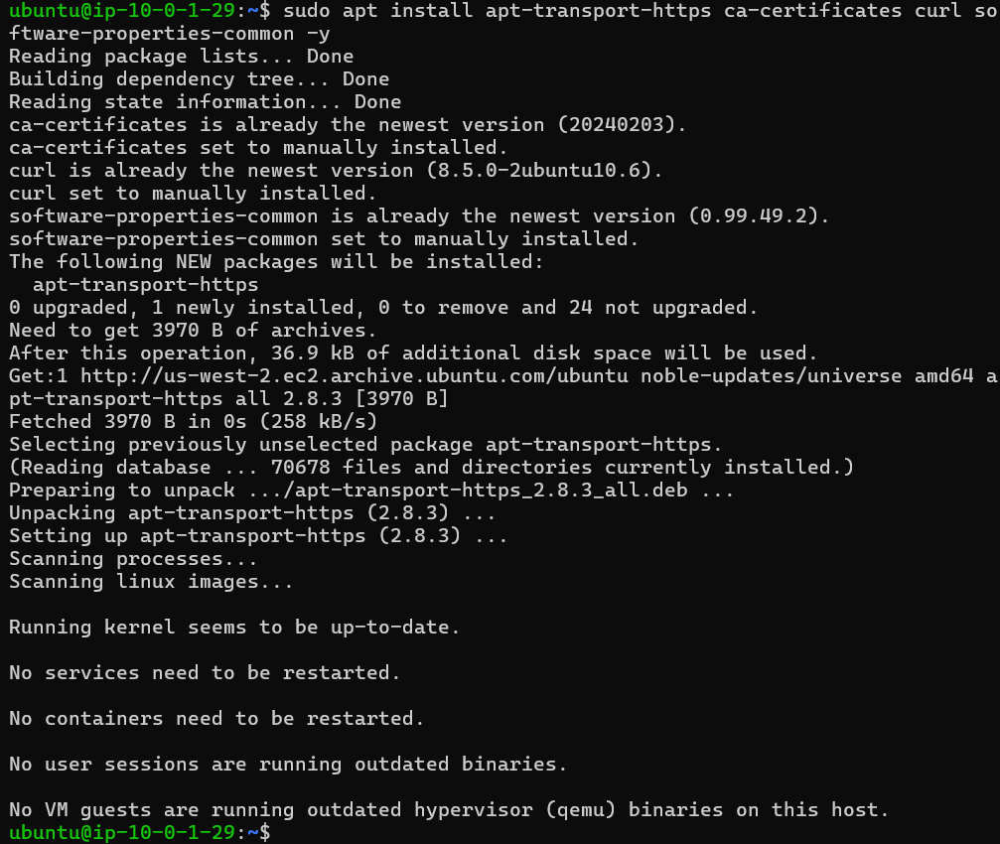 ubuntu@ip-10-0-1-29:~$ sudo apt install apt-transport-https ca-certificates curl so
ftware-properties-common -y
Reading package lists... Done
Building dependency tree... Done
Reading state information... Done
ca-certificates is already the newest version (20240203).
ca-certificates set to manually installed.
curl is already the newest version (8.5.0-2ubuntu10.6).
curl set to manually installed.
software-properties-common is already the newest version (0.99.49.2).
software-properties-common set to manually installed.
The following NEW packages will be installed:
  apt-transport-https
0 upgraded, 1 newly installed, 0 to remove and 24 not upgraded.
Need to get 3970 B of archives.
After this operation, 36.9 kB of additional disk space will be used.
Get:1 http://us-west-2.ec2.archive.ubuntu.com/ubuntu noble-updates/universe amd64 a
pt-transport-https all 2.8.3 [3970 B]
Fetched 3970 B in 0s (258 kB/s)
Selecting previously unselected package apt-transport-https.
(Reading database ... 70678 files and directories currently installed.)
Preparing to unpack .../apt-transport-https_2.8.3_all.deb ...
Unpacking apt-transport-https (2.8.3) ...
Setting up apt-transport-https (2.8.3) ...
Scanning processes...
Scanning linux images...

Running kernel seems to be up-to-date.

No services need to be restarted.

No containers need to be restarted.

No user sessions are running outdated binaries.

No VM guests are running outdated hypervisor (qemu) binaries on this host.
ubuntu@ip-10-0-1-29:~$